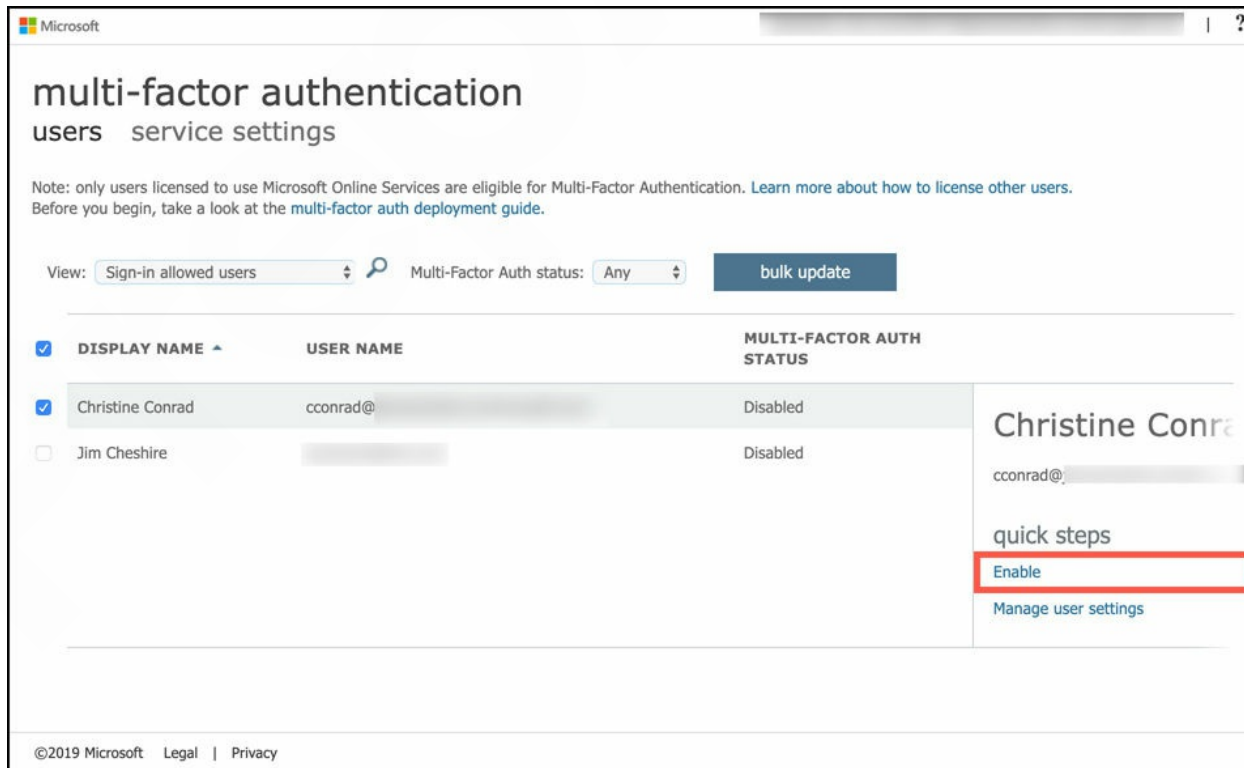 Microsoft
| ?
multi-factor authentication
users service settings
Note: only users licensed to use Microsoft Online Services are eligible for Multi-Factor Authentication. Learn more about how to license other users.
Before you begin, take a look at the multi-factor auth deployment guide.
View: Sign-in allowed users Multi-Factor Auth status: Any bulk update
DISPLAY NAME USER NAME MULTI-FACTOR AUTH
STATUS
Christine Conrad cconrad@ Disabled
Jim Cheshire Disabled
Christine Conra
cconrad@
quick steps
Enable
Manage user settings
©2019 Microsoft Legal | Privacy